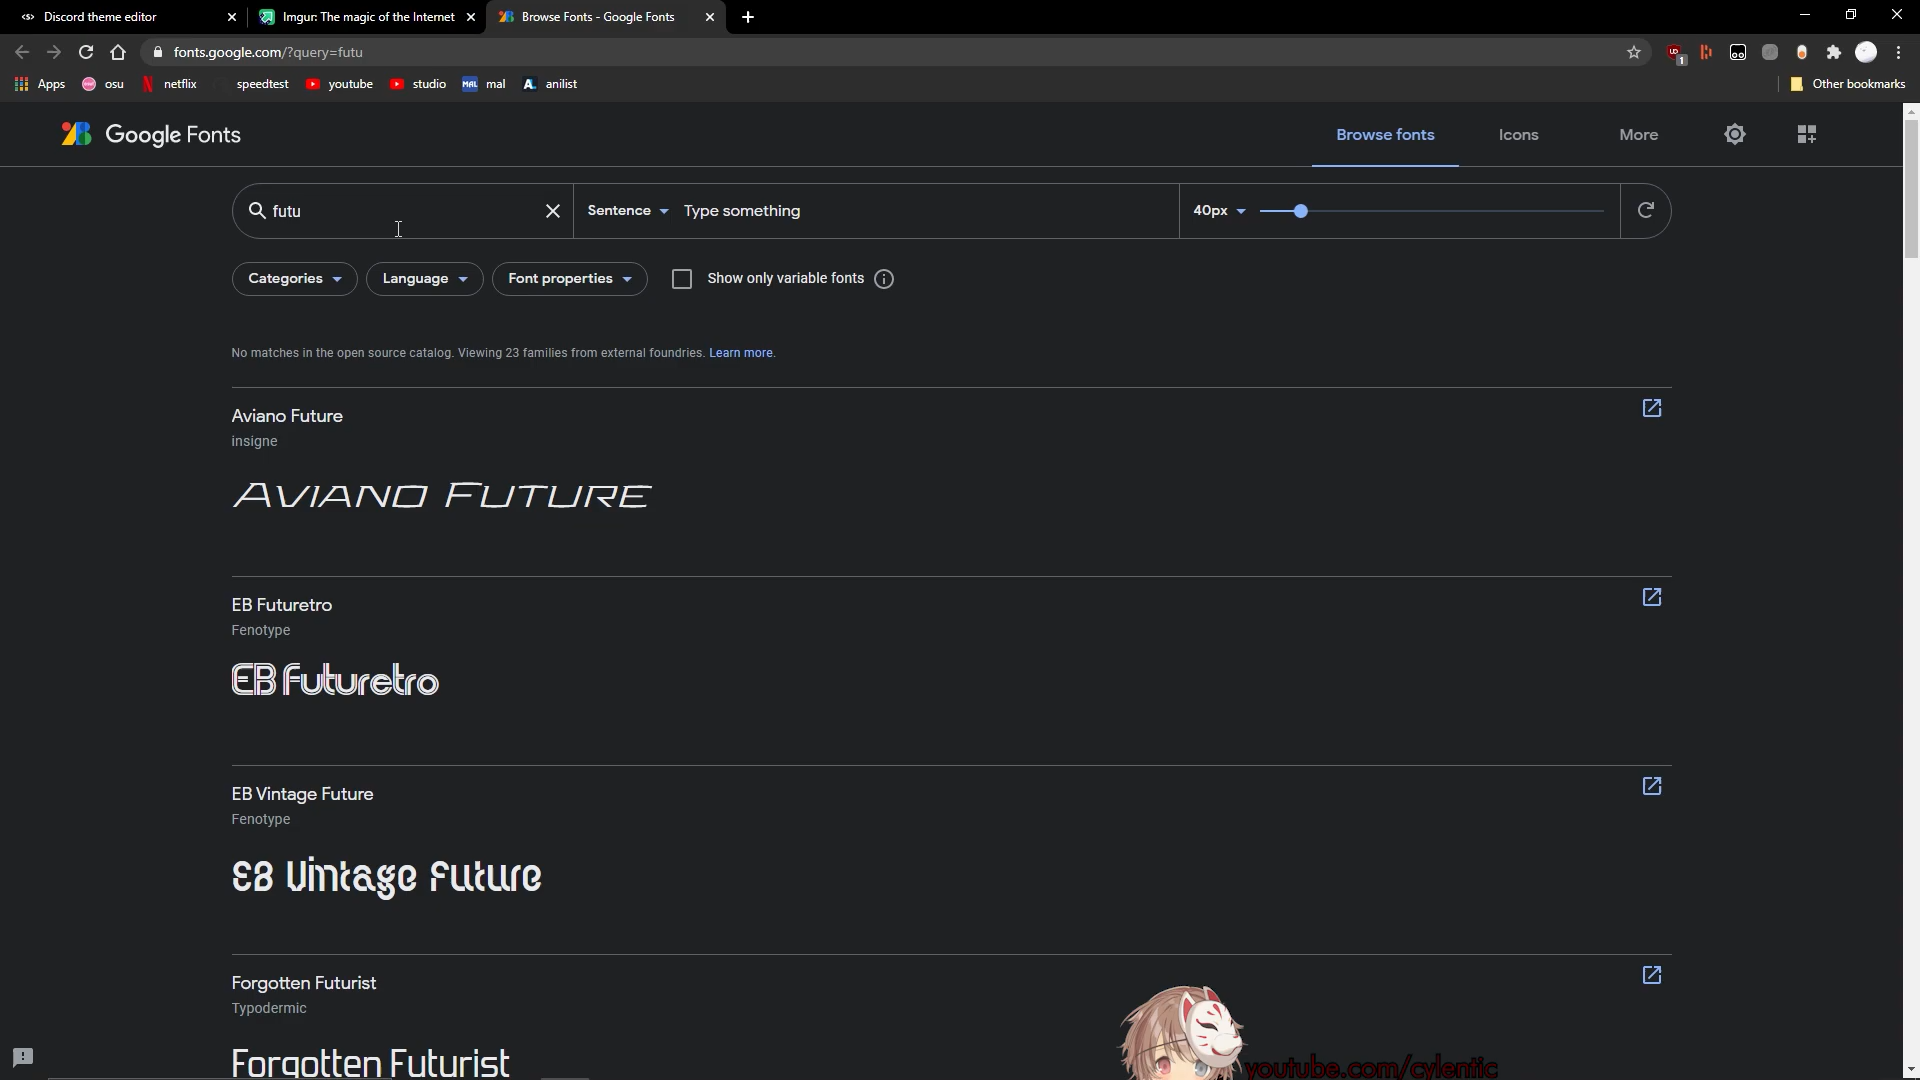 Discord theme editor
Imgur: The magic of the Internet
Browse Fonts - Google Fonts
fonts.google.com/?query=futu
UD
1
Apps
osu
netflix
speedtest
youtube
studio
MAL
mal
A
anilist
Other bookmarks
Google Fonts
Browse fonts
Icons
More
futu
Sentence
Type something
40px
Categories
Language
Font properties
Show only variable fonts
No matches in the open source catalog. Viewing 23 families from external foundries. Learn more.
Aviano Future
insigne
AVIANO FUTURE
EB Futuretro
Fenotype
EB Futuretro
EB Vintage Future
Fenotype
EB Vintage Future
Forgotten Futurist
Typodermic
Forgotten Futurist
youtube.com/cylentic